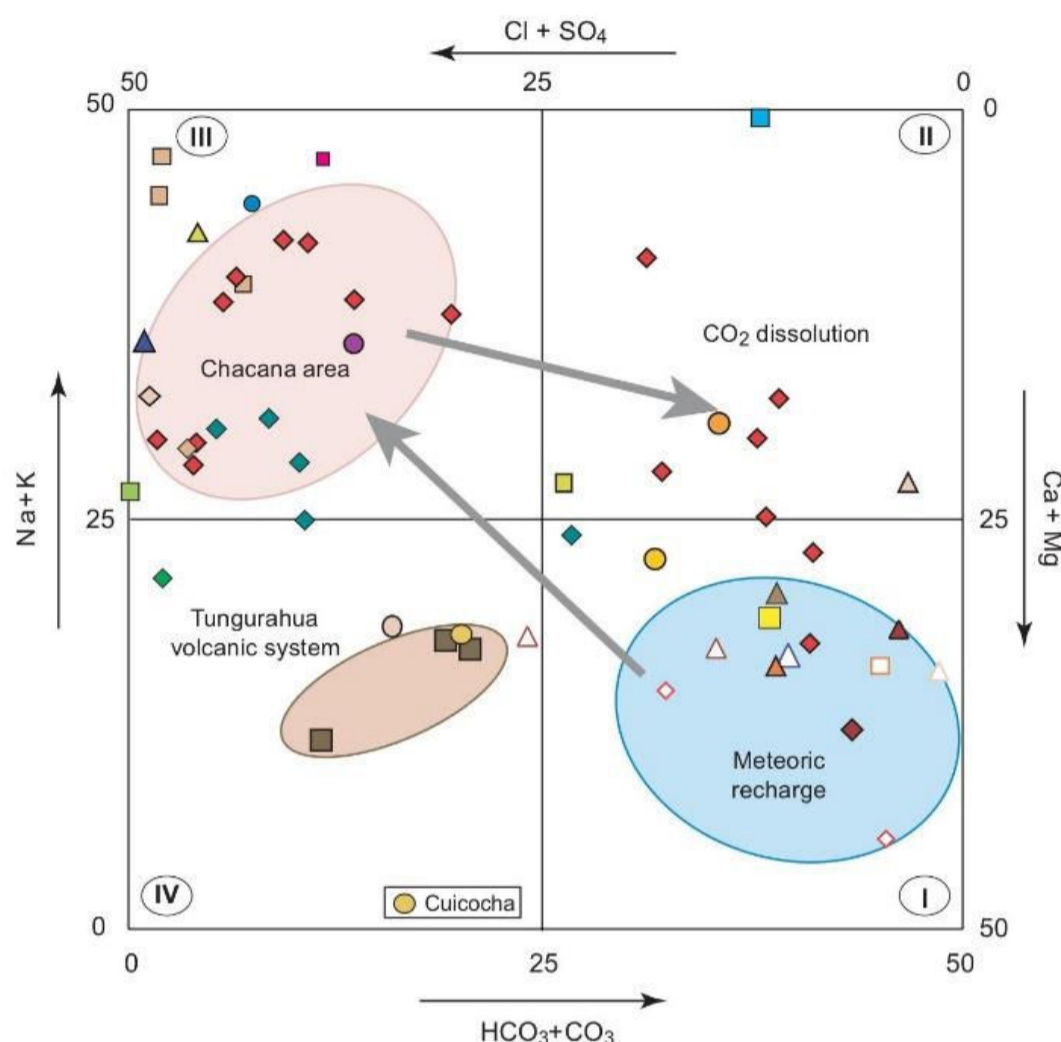 Cl + SO₄
50 25 0
50 0
III II
CO₂ dissolution
Chacana area
Na+K
Ca + Mg
25 25
Tungurahua
volcanic system
Meteoric
recharge
IV I
Cuicocha
0 50
0 25 50
HCO₃+CO₃